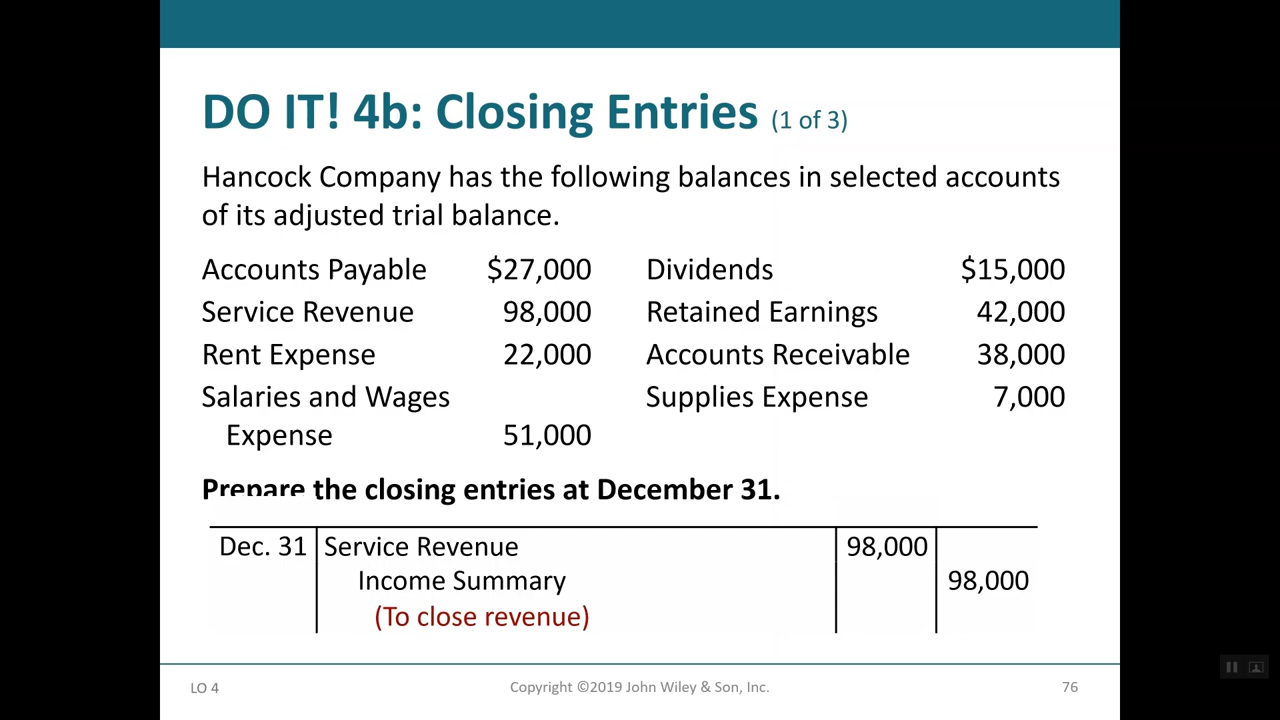 DO IT! 4b: Closing Entries (1 of 3)
Hancock Company has the following balances in selected accounts
of its adjusted trial balance.
Accounts Payable $27,000 Dividends $15,000
Service Revenue 98,000 Retained Earnings 42,000
Rent Expense 22,000 Accounts Receivable 38,000
Salaries and Wages Supplies Expense 7,000
Expense 51,000
Prepare the closing entries at December 31.
Dec. 31 Service Revenue 98,000
Income Summary 98,000
(To close revenue)
LO 4 Copyright ©2019 John Wiley & Son, Inc. 76